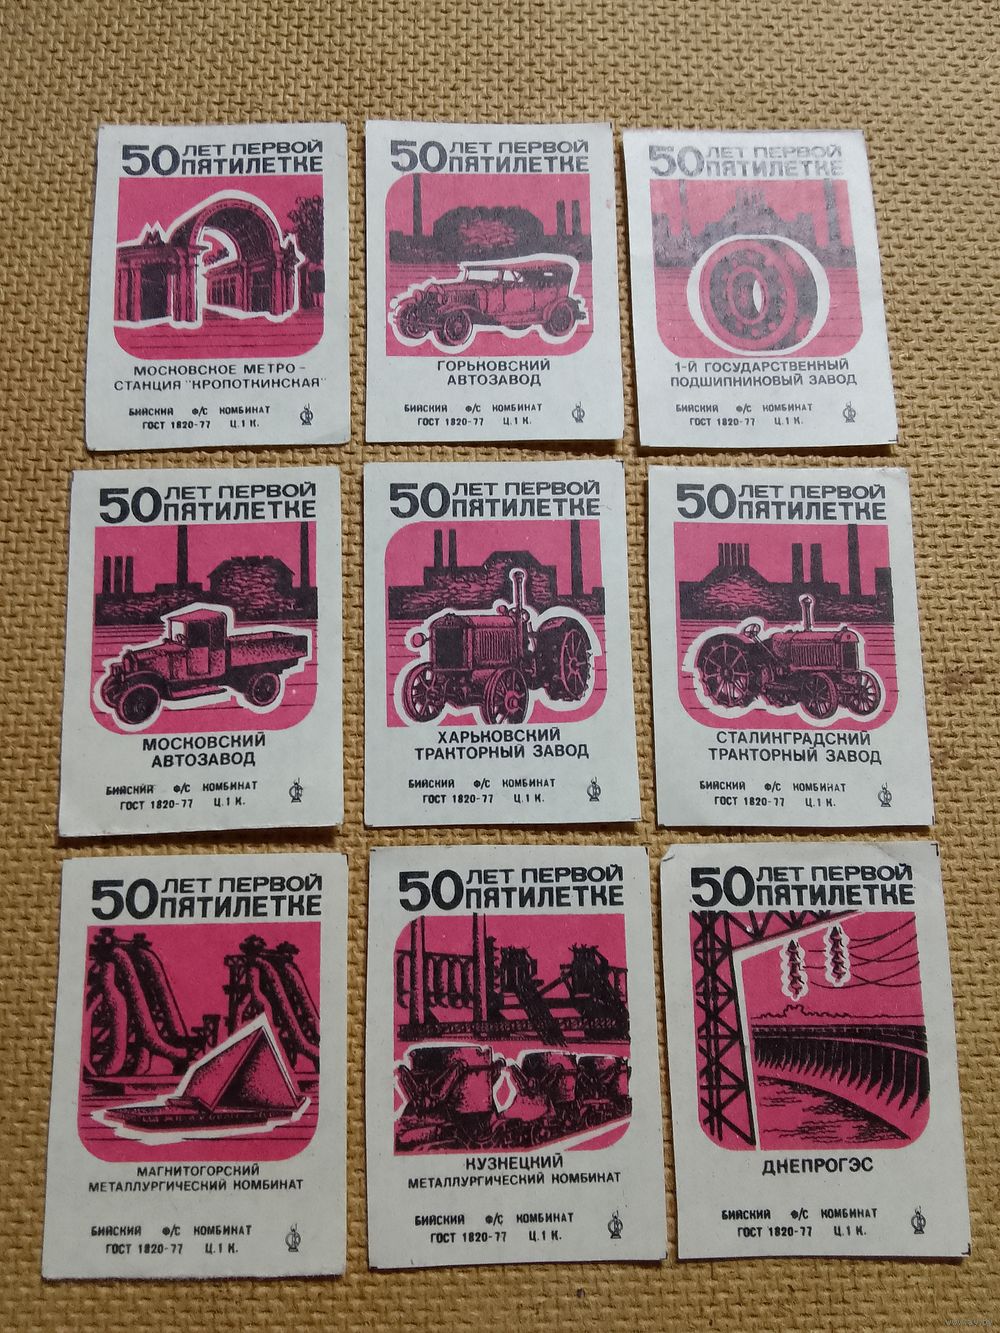 50 ЛЕТ ПЕРВОЙ
ПЯТИЛЕТКЕ
МОСКОВСКОЕ МЕТРО -
СТАНЦИЯ "КРОПОТКИНСКАЯ"
БИЙСКИЙ Ф/С КОМБИНАТ
ГОСТ 1820-77 Ц.1 К.
50 ЛЕТ ПЕРВОЙ
ПЯТИЛЕТКЕ
ГОРЬКОВСКИЙ
АВТОЗАВОД
БИЙСКИЙ Ф/С КОМБИНАТ
ГОСТ 1820-77 Ц.1 К.
50 ЛЕТ ПЕРВОЙ
ПЯТИЛЕТКЕ
1-Й ГОСУДАРСТВЕННЫЙ
ПОДШИПНИКОВЫЙ ЗАВОД
БИЙСКИЙ Ф/С КОМБИНАТ
ГОСТ 1820-77 Ц.1 К.
50 ЛЕТ ПЕРВОЙ
ПЯТИЛЕТКЕ
МОСКОВСКИЙ
АВТОЗАВОД
БИЙСКИЙ Ф/С КОМБИНАТ
ГОСТ 1820-77 Ц.1 К.
50 ЛЕТ ПЕРВОЙ
ПЯТИЛЕТКЕ
ХАРЬКОВСКИЙ
ТРАКТОРНЫЙ ЗАВОД
БИЙСКИЙ Ф/С КОМБИНАТ
ГОСТ 1820-77 Ц.1 К.
50 ЛЕТ ПЕРВОЙ
ПЯТИЛЕТКЕ
СТАЛИНГРАДСКИЙ
ТРАКТОРНЫЙ ЗАВОД
БИЙСКИЙ Ф/С КОМБИНАТ
ГОСТ 1820-77 Ц.1 К.
50 ЛЕТ ПЕРВОЙ
ПЯТИЛЕТКЕ
МАГНИТОГОРСКИЙ
МЕТАЛЛУРГИЧЕСКИЙ КОМБИНАТ
БИЙСКИЙ Ф/С КОМБИНАТ
ГОСТ 1820-77 Ц.1 К.
50 ЛЕТ ПЕРВОЙ
ПЯТИЛЕТКЕ
КУЗНЕЦКИЙ
МЕТАЛЛУРГИЧЕСКИЙ КОМБИНАТ
БИЙСКИЙ Ф/С КОМБИНАТ
ГОСТ 1820-77 Ц.1 К.
50 ЛЕТ ПЕРВОЙ
ПЯТИЛЕТКЕ
ДНЕПРОГЭС
БИЙСКИЙ Ф/С КОМБИНАТ
ГОСТ 1820-77 Ц.1 К.